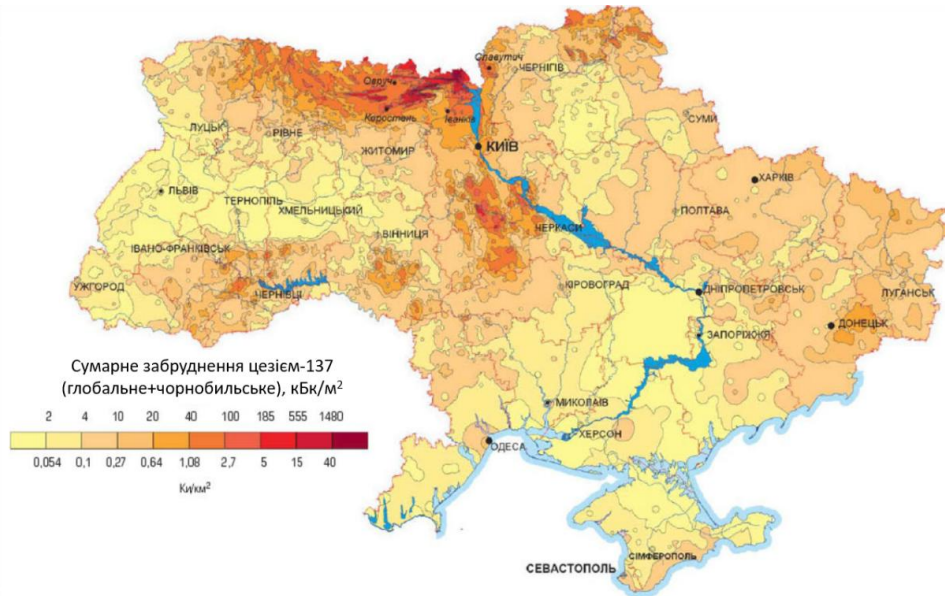 Славутич
ЧЕРНІГІВ
Овруч
Коростень
Іванків
СУМИ
ЛУЦЬК
РІВНЕ
КИЇВ
ЖИТОМИР
ХАРКІВ
ЛЬВІВ
ТЕРНОПІЛЬ
ХМЕЛЬНИЦЬКИЙ
ПОЛТАВА
ЧЕРКАСИ
ВІННИЦЯ
ІВАНО-ФРАНКІВСЬК
УЖГОРОД
ЧЕРНІВЦІ
КІРОВОГРАД
ДНІПРОПЕТРОВСЬК
ЛУГАНСЬК
ДОНЕЦЬК
ЗАПОРІЖЖЯ
Сумарне забруднення цезієм-137
(глобальне+чорнобильське), кБк/м²
2 4 10 20 40 100 185 555 1480
0,054 0,1 0,27 0,64 1,08 2,7 5 15 40
Ки/км²
МИКОЛАЇВ
ХЕРСОН
ОДЕСА
СІМФЕРОПОЛЬ
СЕВАСТОПОЛЬ